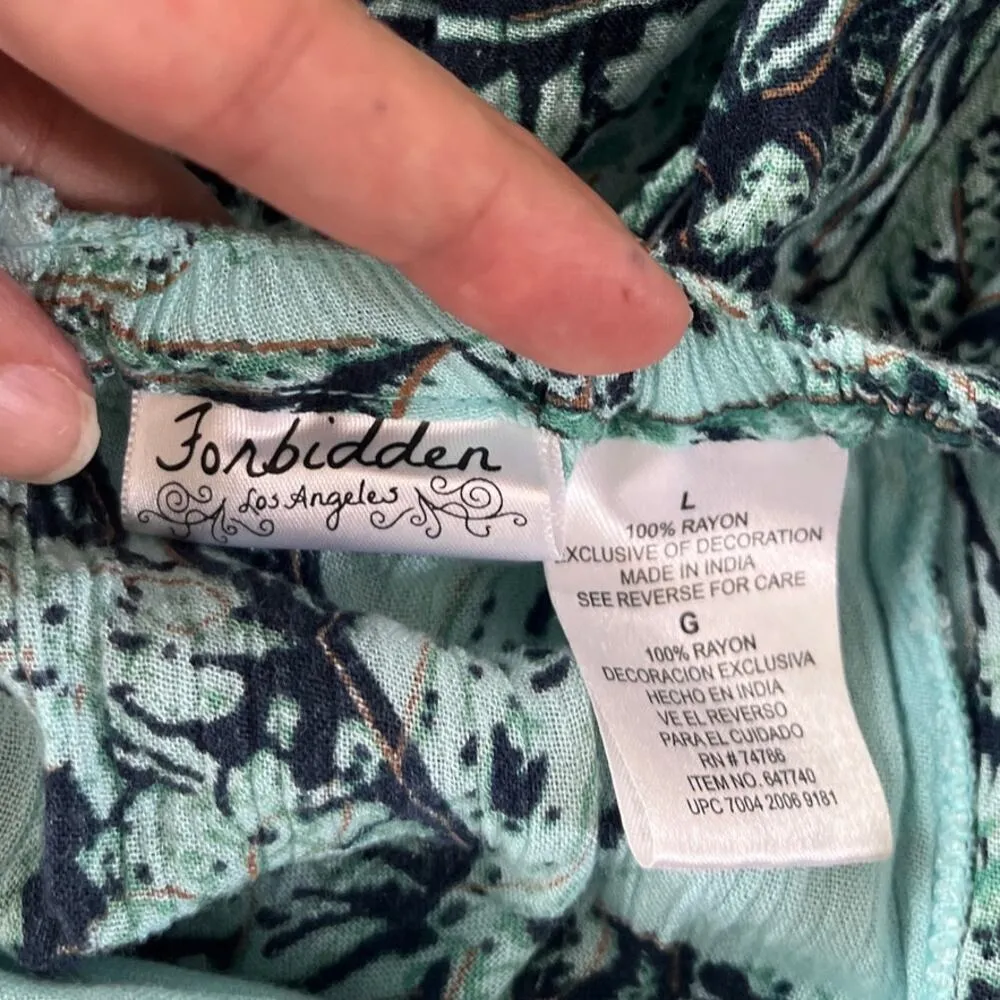 Forbidden
Los Angeles
L
100% RAYON
EXCLUSIVE OF DECORATION
MADE IN INDIA
SEE REVERSE FOR CARE
G
100% RAYON
DECORACION EXCLUSIVA
HECHO EN INDIA
VE EL REVERSO
PARA EL CUIDADO
RN # 74766
ITEM NO. 647740
UPC 7004 2006 9181